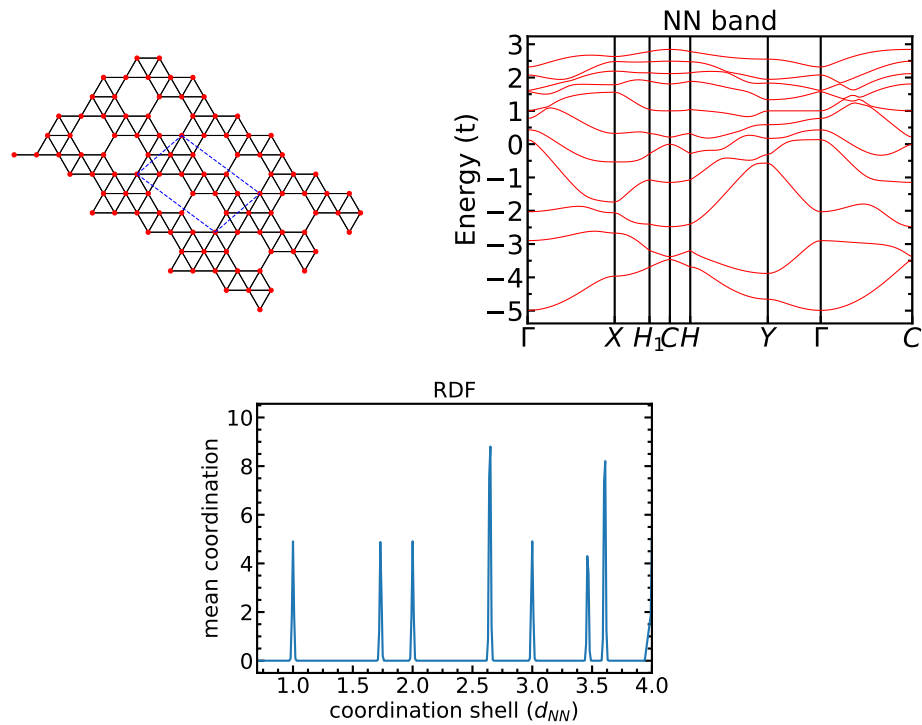 NN band
Energy (t)
3
2
1
0
−1
−2
−3
−4
−5
Γ X H₁ C H Y Γ C
RDF
mean coordination
10
8
6
4
2
0
1.0 1.5 2.0 2.5 3.0 3.5 4.0
coordination shell (d_NN)